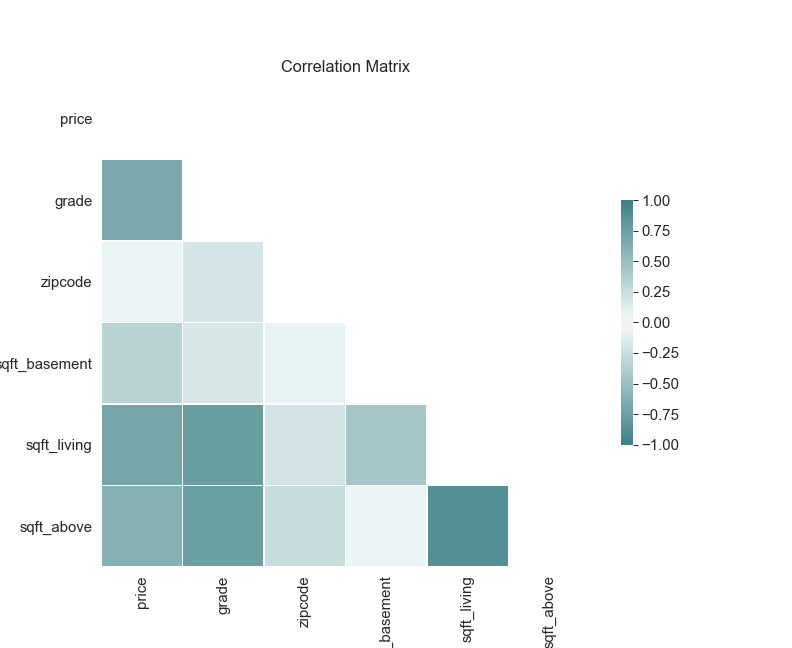 Correlation Matrix
price
grade
zipcode
sqft_basement
sqft_living
sqft_above
price
grade
zipcode
_basement
sqft_living
sqft_above
1.00
0.75
0.50
0.25
0.00
−0.25
−0.50
−0.75
−1.00